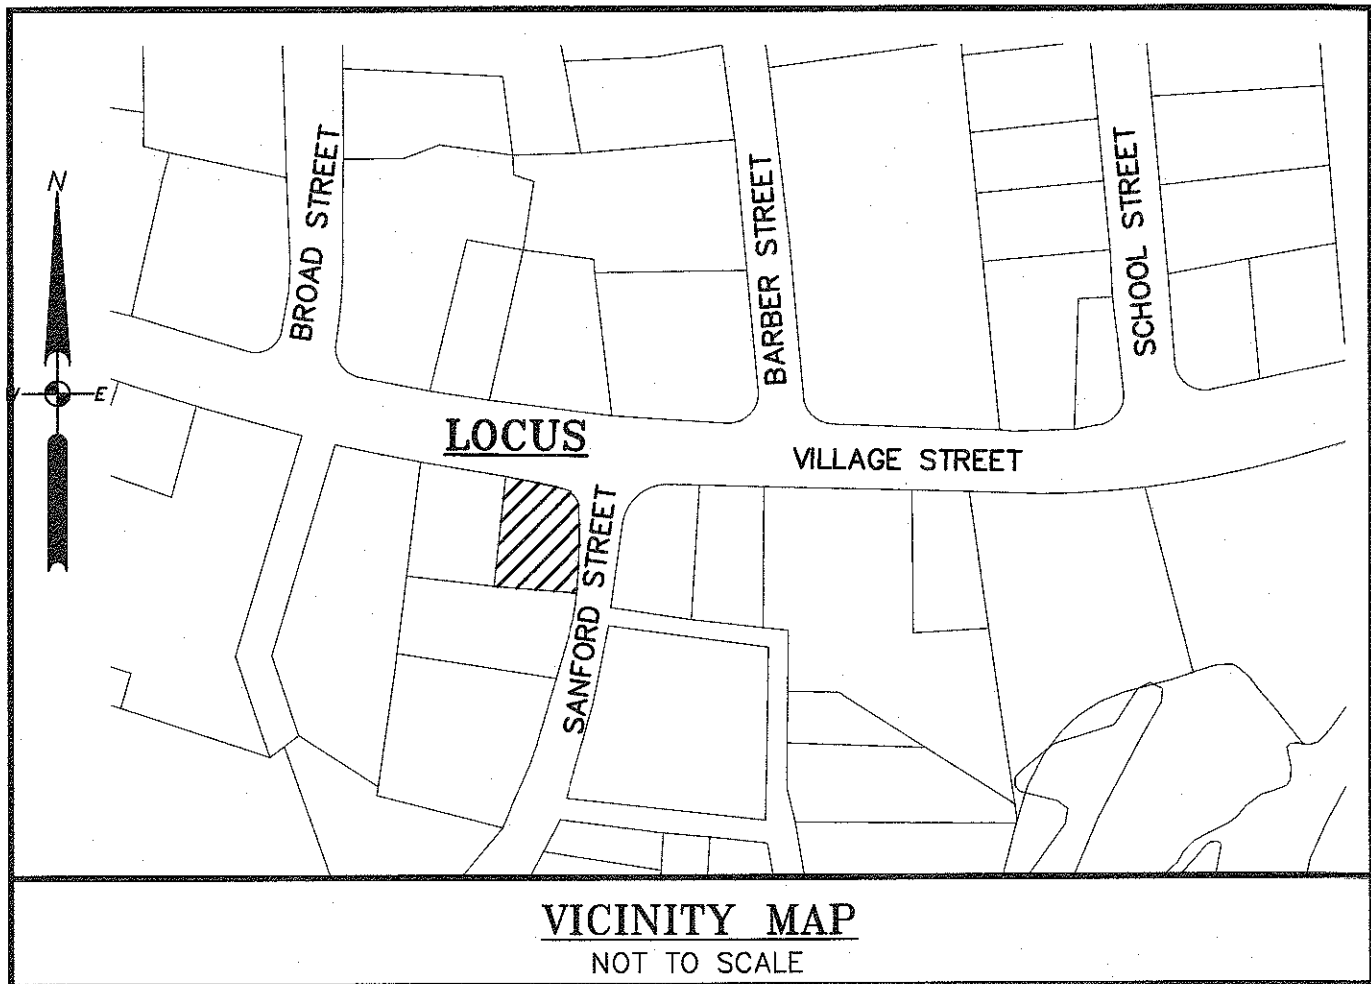 N
E
BROAD STREET
BARBER STREET
SCHOOL STREET
LOCUS
VILLAGE STREET
SANFORD STREET
VICINITY MAP
NOT TO SCALE